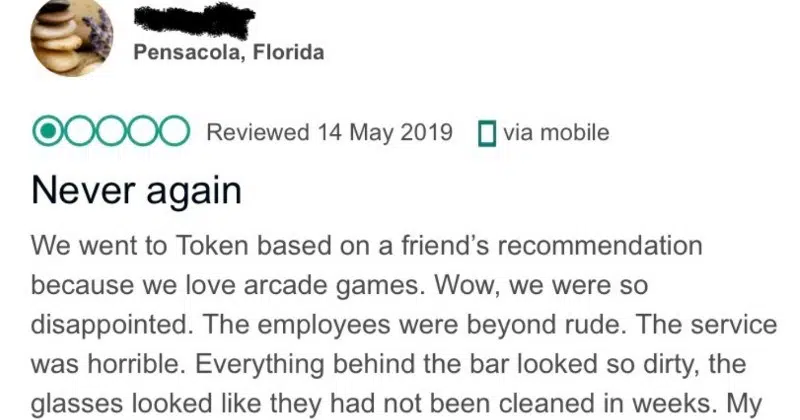 Pensacola, Florida
Reviewed 14 May 2019 via mobile
Never again
We went to Token based on a friend's recommendation
because we love arcade games. Wow, we were so
disappointed. The employees were beyond rude. The service
was horrible. Everything behind the bar looked so dirty, the
glasses looked like they had not been cleaned in weeks. My